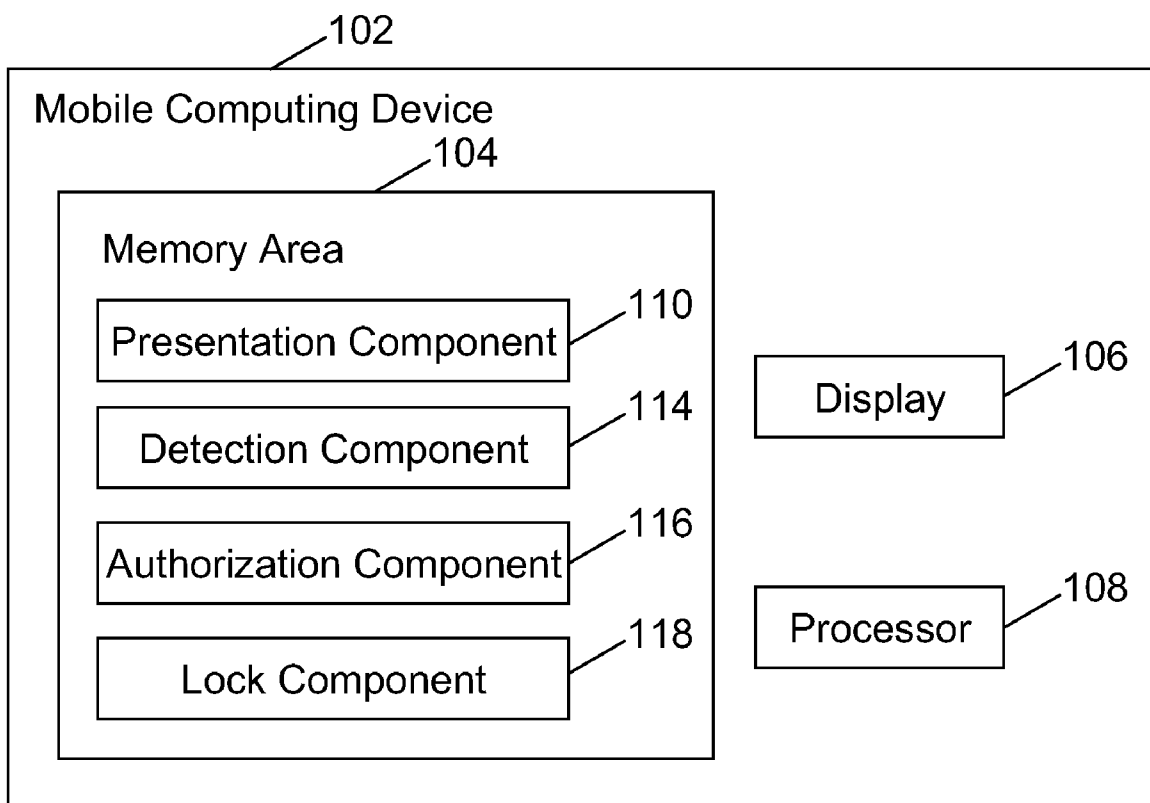 102
Mobile Computing Device
104
Memory Area
110
Presentation Component
106
Display
114
Detection Component
116
Authorization Component
108
Processor
118
Lock Component